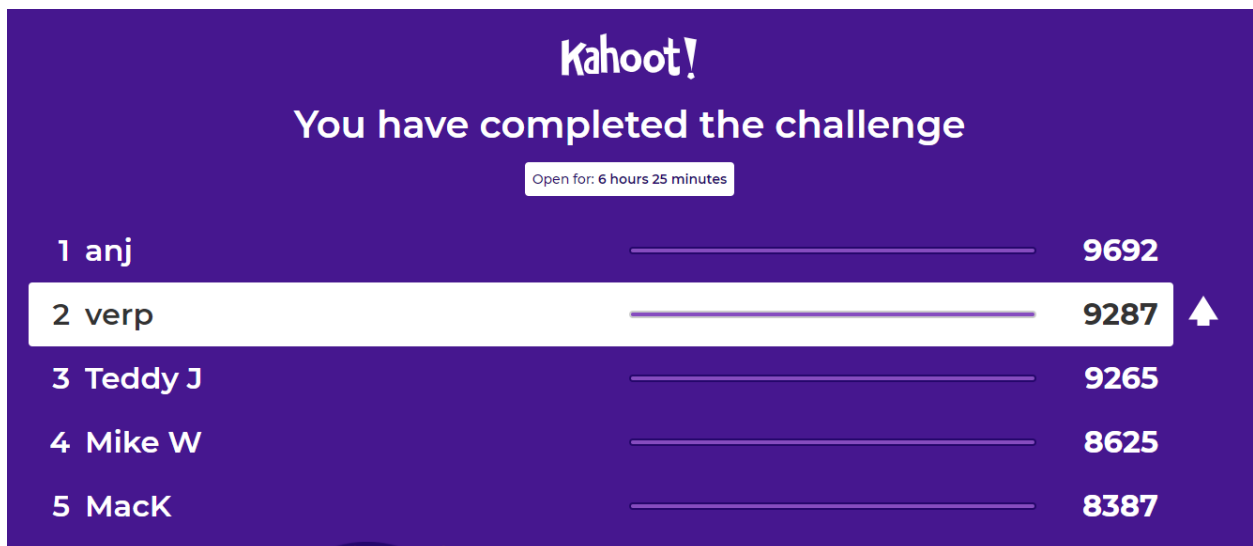 Kahoot!
You have completed the challenge
Open for: 6 hours 25 minutes
1 anj 9692
2 verp 9287
3 Teddy J 9265
4 Mike W 8625
5 MacK 8387